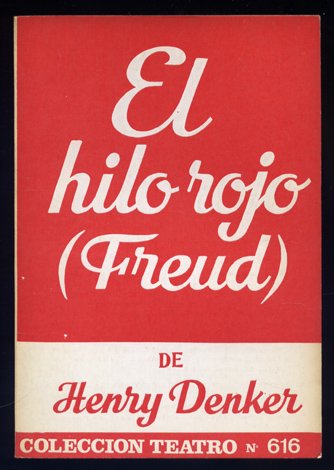 El
hilo rojo
(Freud)
DE
Henry Denker
COLECCION TEATRO Nº 616